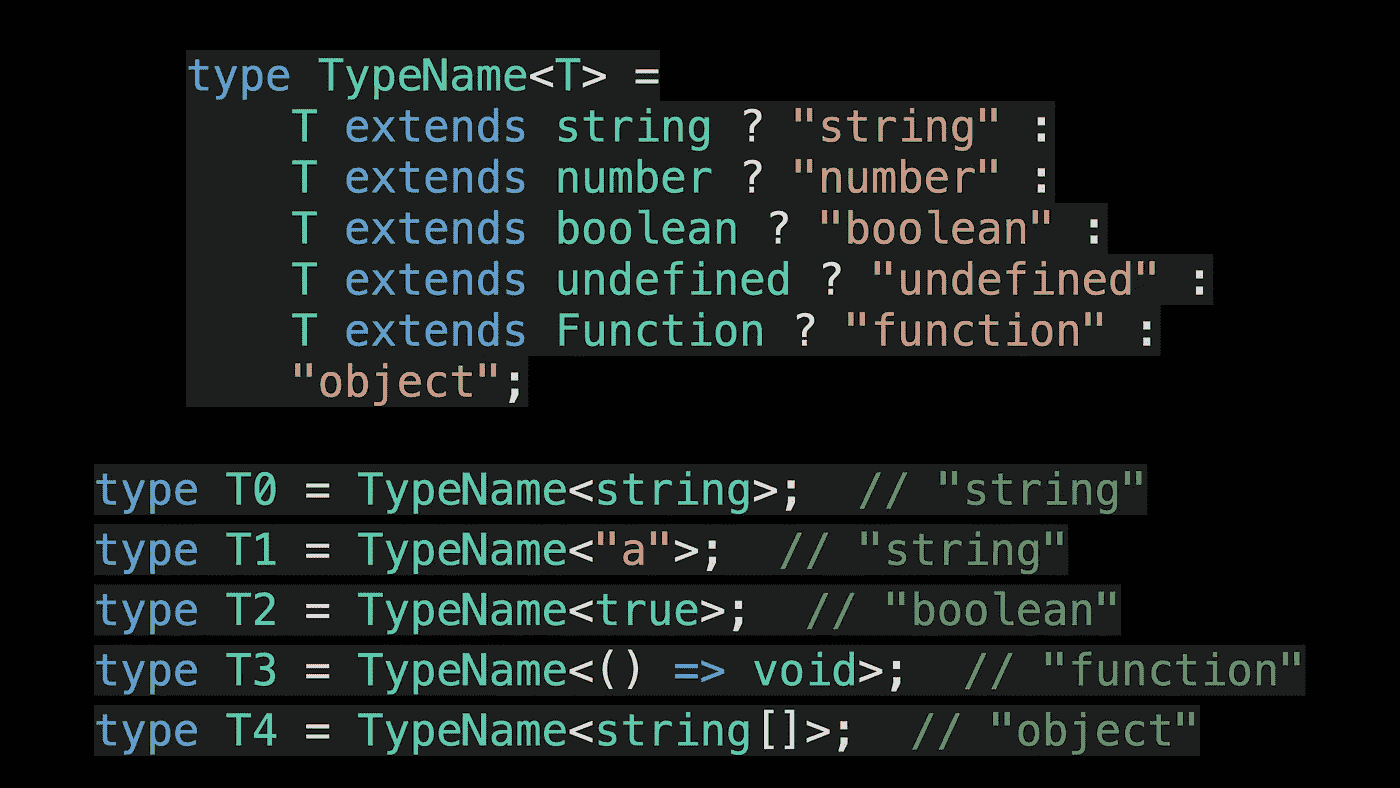 type TypeName<T> =
    T extends string ? "string" :
    T extends number ? "number" :
    T extends boolean ? "boolean" :
    T extends undefined ? "undefined" :
    T extends Function ? "function" :
    "object";
type T0 = TypeName<string>;  // "string"
type T1 = TypeName<"a">;  // "string"
type T2 = TypeName<true>;  // "boolean"
type T3 = TypeName<() => void>;  // "function"
type T4 = TypeName<string[]>;  // "object"